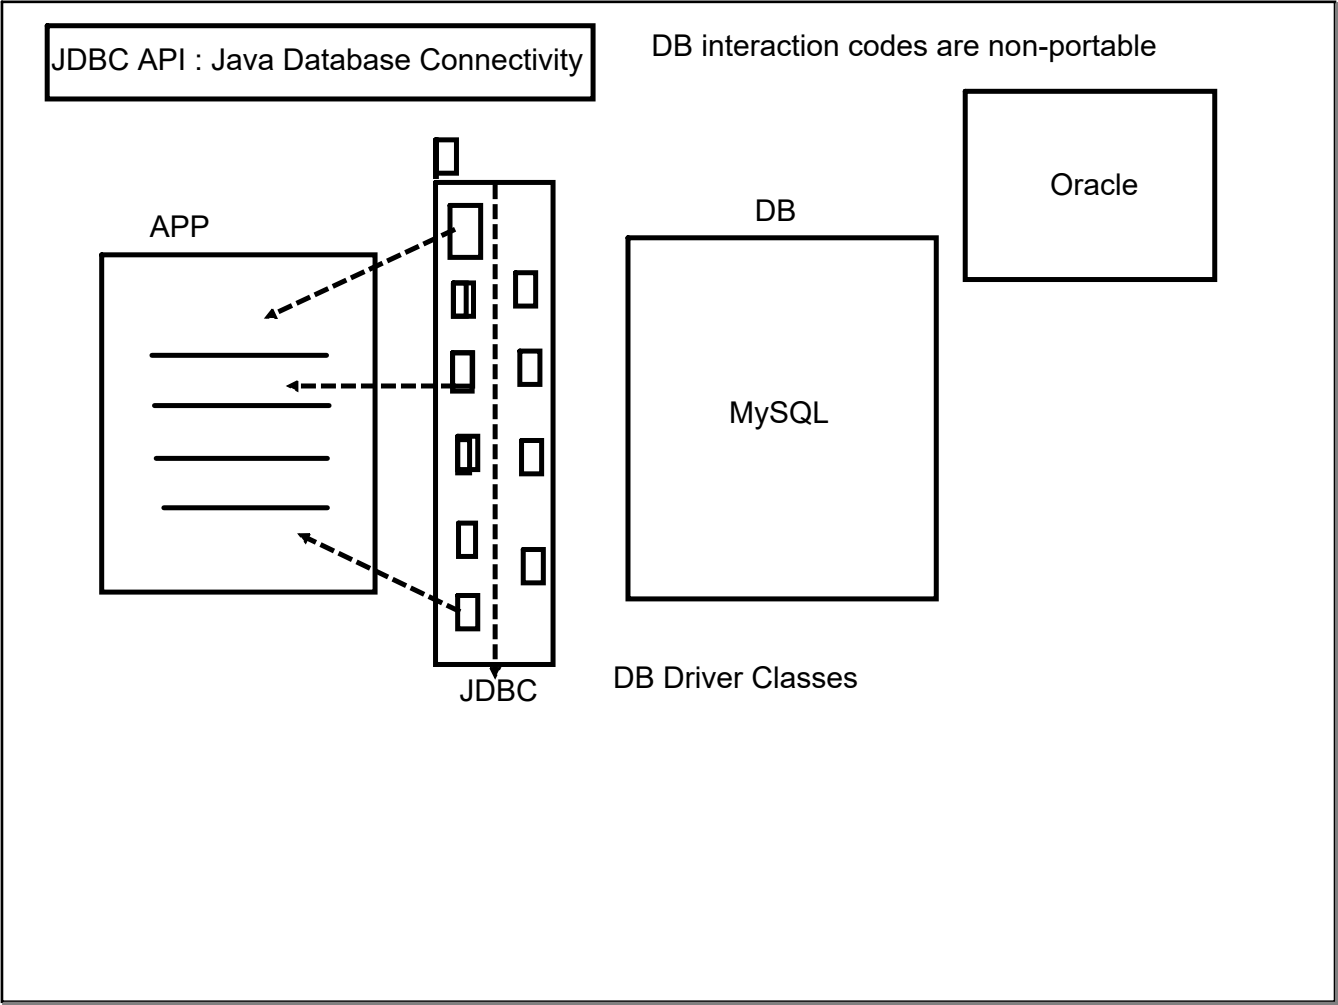 JDBC API : Java Database Connectivity
DB interaction codes are non-portable
Oracle
DB
APP
MySQL
DB Driver Classes
JDBC